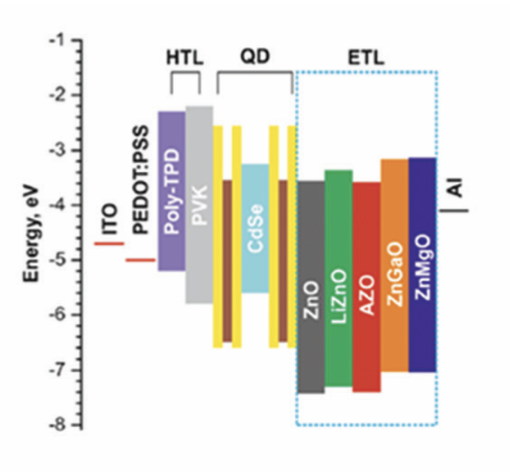 HTL QD ETL
Energy, eV
-1
-2
-3
-4
-5
-6
-7
-8
ITO
PEDOT:PSS
Poly-TPD
PVK
CdSe
ZnO
LiZnO
AZO
ZnGaO
ZnMgO
Al